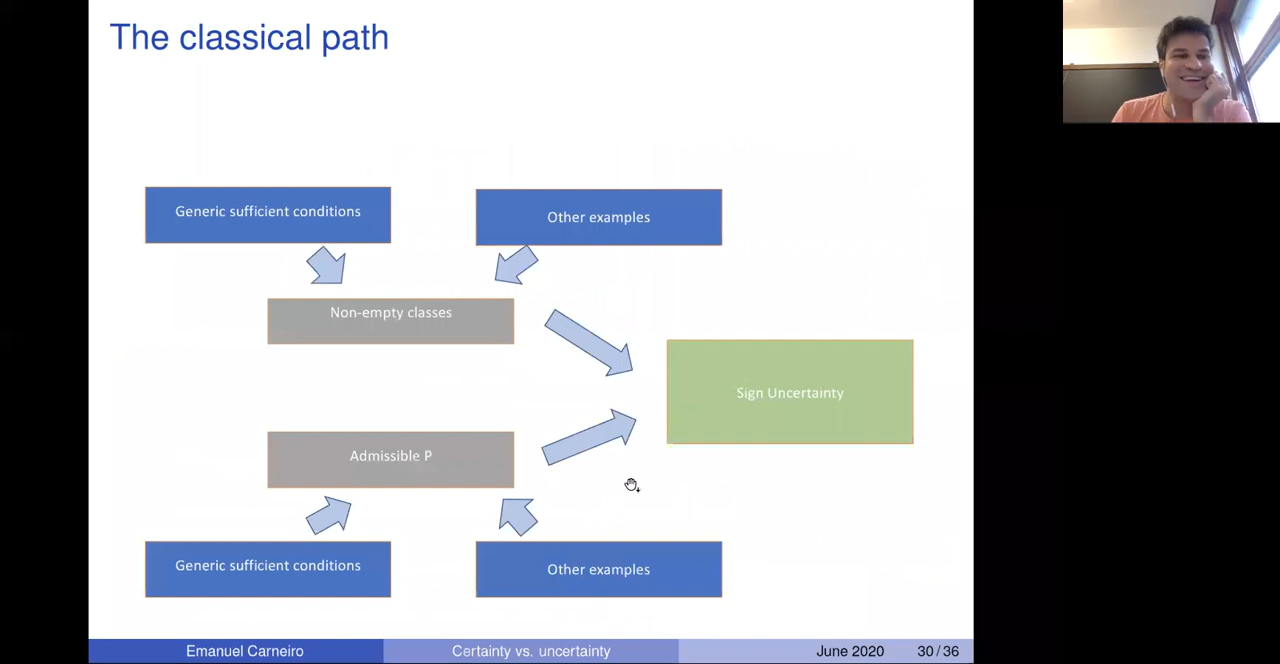 The classical path
Generic sufficient conditions
Other examples
Non-empty classes
Sign Uncertainty
Admissible P
Generic sufficient conditions
Other examples
Emanuel Carneiro
Certainty vs. uncertainty
June 2020
30 / 36